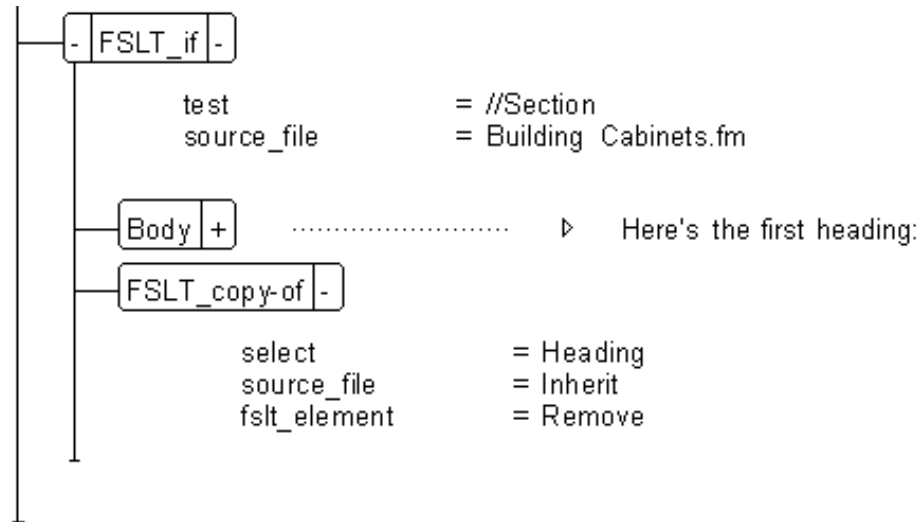 - FSLT_if -
test = //Section
source_file = Building Cabinets.fm
Body + ▷ Here's the first heading:
FSLT_copy-of -
select = Heading
source_file = Inherit
fslt_element = Remove